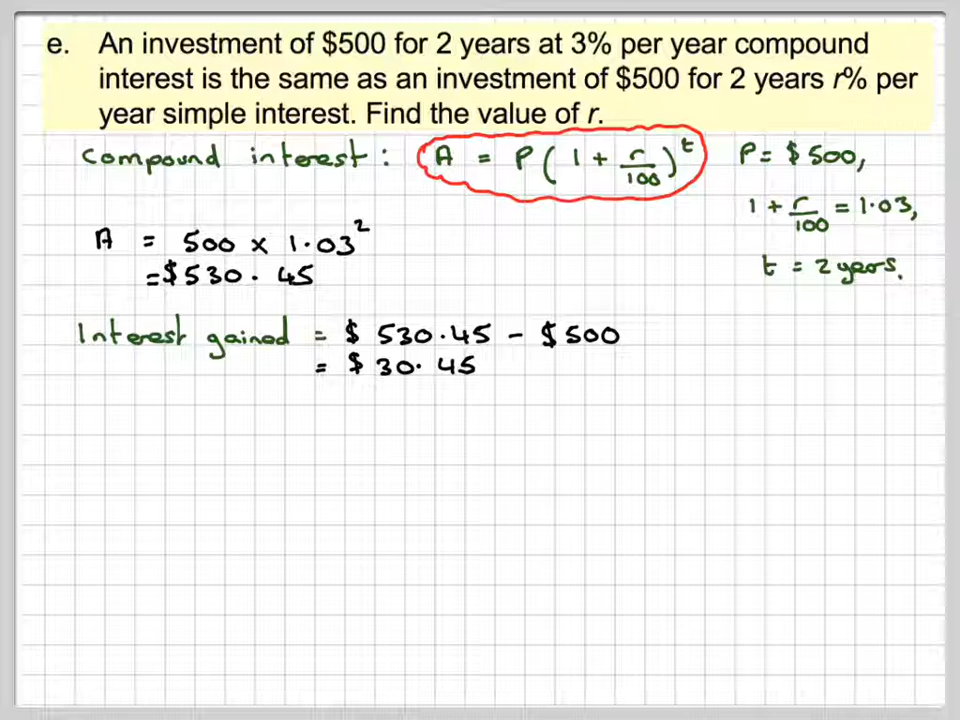 e. An investment of $500 for 2 years at 3% per year compound
interest is the same as an investment of $500 for 2 years r% per
year simple interest. Find the value of r.
Compound interest: A = P(1 + r/100)^t P = $500,
1 + r/100 = 1.03,
t = 2 years.
A = 500 × 1.03²
= $530.45
Interest gained = $ 530.45 - $500
= $ 30.45